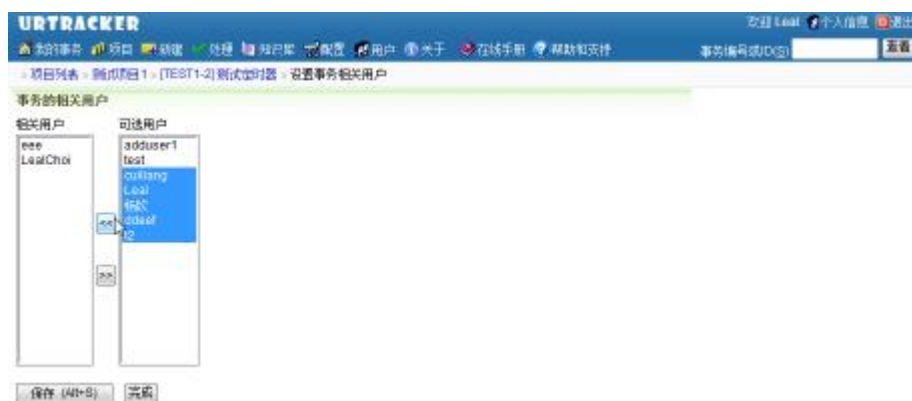 URTRACKER
欢迎 Leal 个人信息 退出
我的事务 项目 新建 处理 知识库 配置 用户 关于 在线手册 帮助和支持 事务编号或ID(S) 查看
项目列表 » 测试项目1 » [TEST1-2] 测试定时器 » 设置事务相关用户
事务的相关用户
相关用户 可选用户
eee
LealChoi
adduser1
test
cuiliang
Leal
ddeef
t2
<<
>>
保存 (Alt+S) 完成